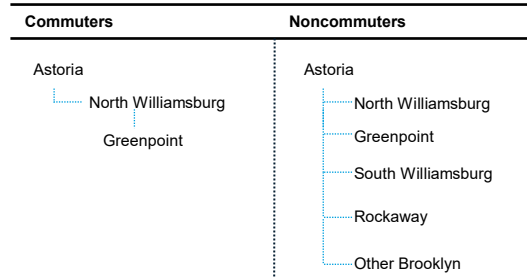 Commuters
Noncommuters
Astoria
North Williamsburg
Greenpoint
Astoria
North Williamsburg
Greenpoint
South Williamsburg
Rockaway
Other Brooklyn